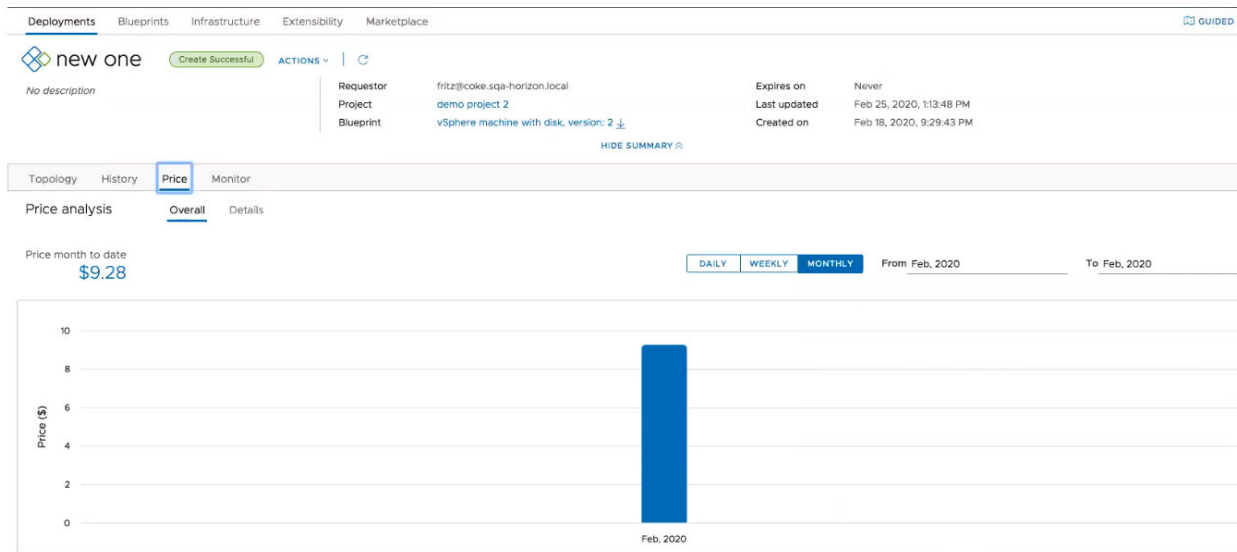 Deployments Blueprints Infrastructure Extensibility Marketplace GUIDED
new one Create Successful ACTIONS
No description
Requestor fritz@coke.sqa-horizon.local Expires on Never
Project demo project 2 Last updated Feb 25, 2020, 1:13:48 PM
Blueprint vSphere machine with disk, version: 2 Created on Feb 18, 2020, 9:29:43 PM
HIDE SUMMARY
Topology History Price Monitor
Price analysis Overall Details
Price month to date
$9.28
DAILY WEEKLY MONTHLY From Feb, 2020 To Feb, 2020
Price ($)
10
8
6
4
2
0
Feb, 2020